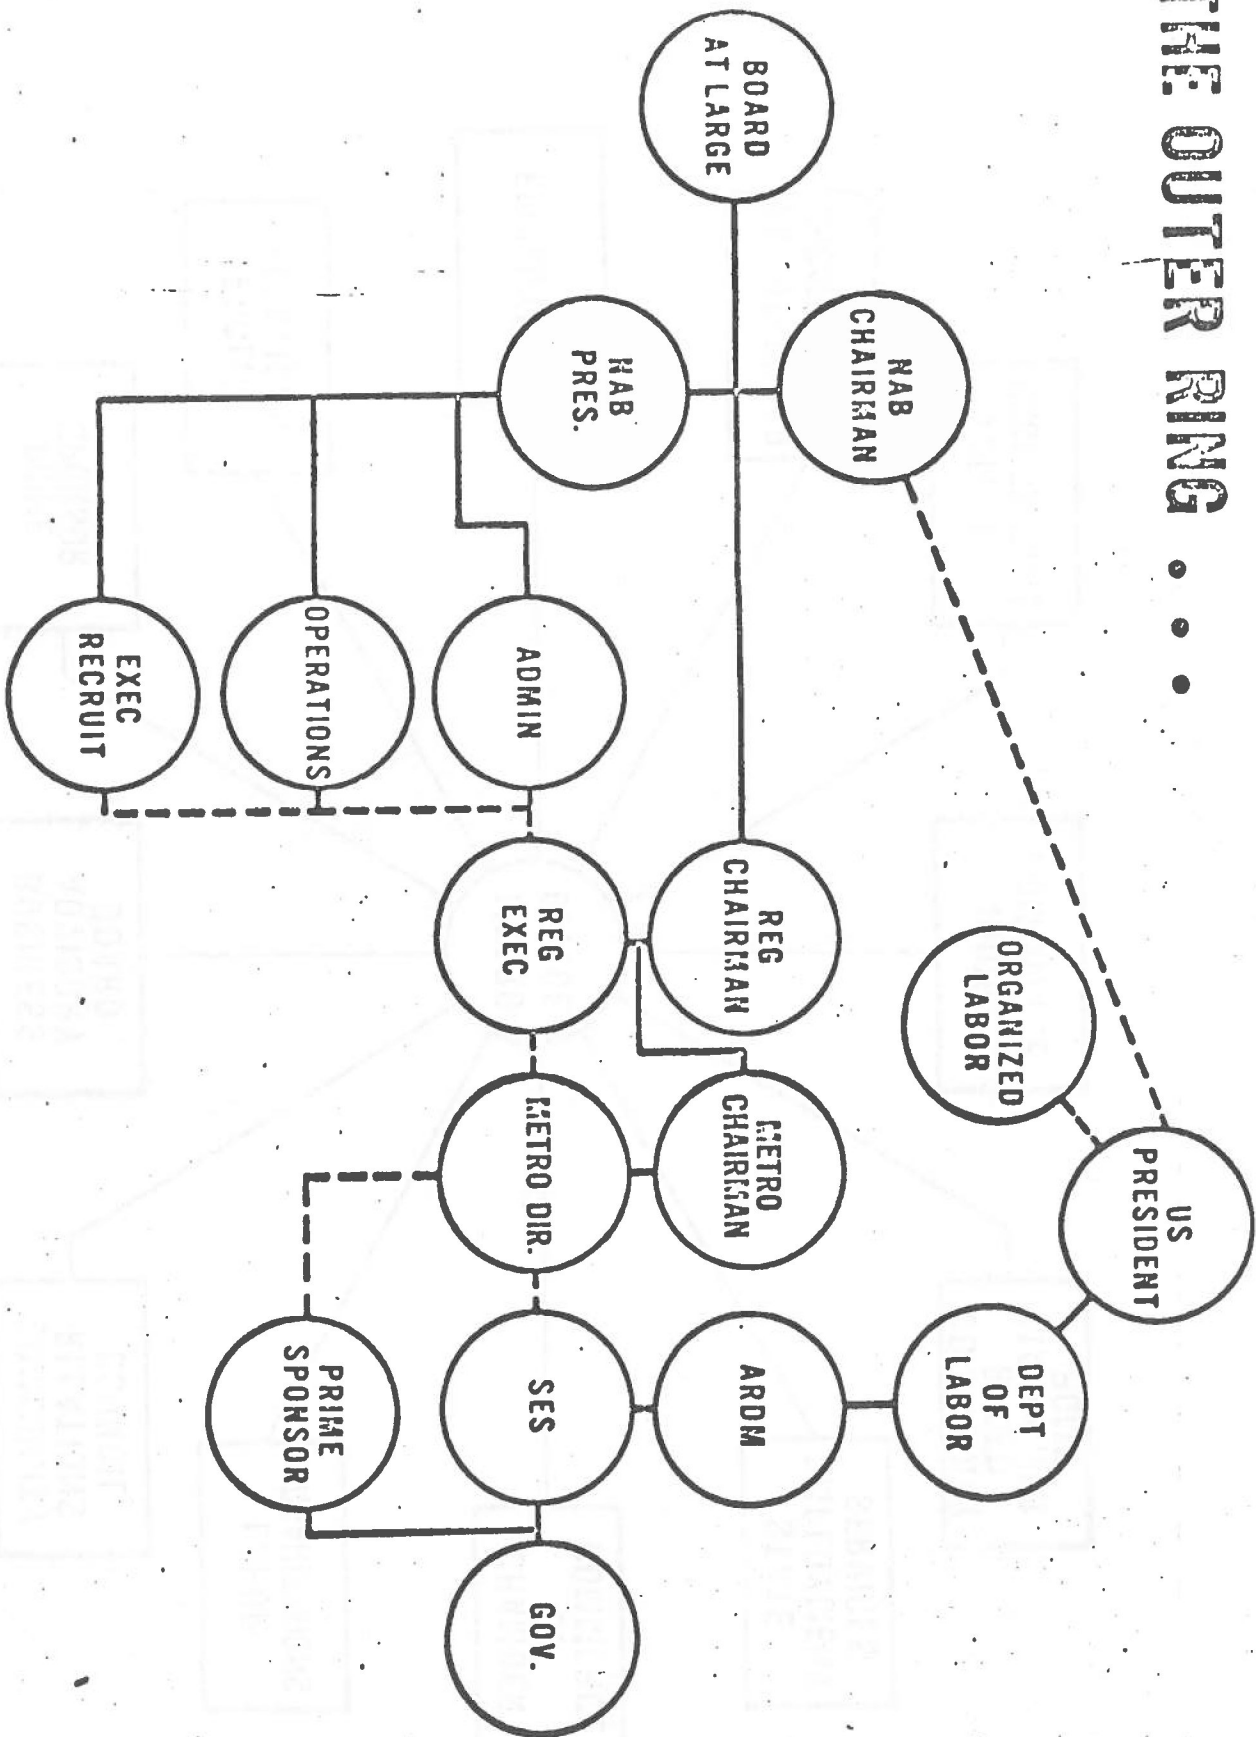 THE OUTER RING . . .
BOARD
AT LARGE
NAB
CHAIRMAN
NAB
PRES.
EXEC
RECRUIT
OPERATIONS
ADMIN
REG
CHAIRMAN
REG
EXEC
ORGANIZED
LABOR
US
PRESIDENT
METRO
CHAIRMAN
METRO DIR.
DEPT
OF
LABOR
ARDM
SES
PRIME
SPONSOR
GOV.